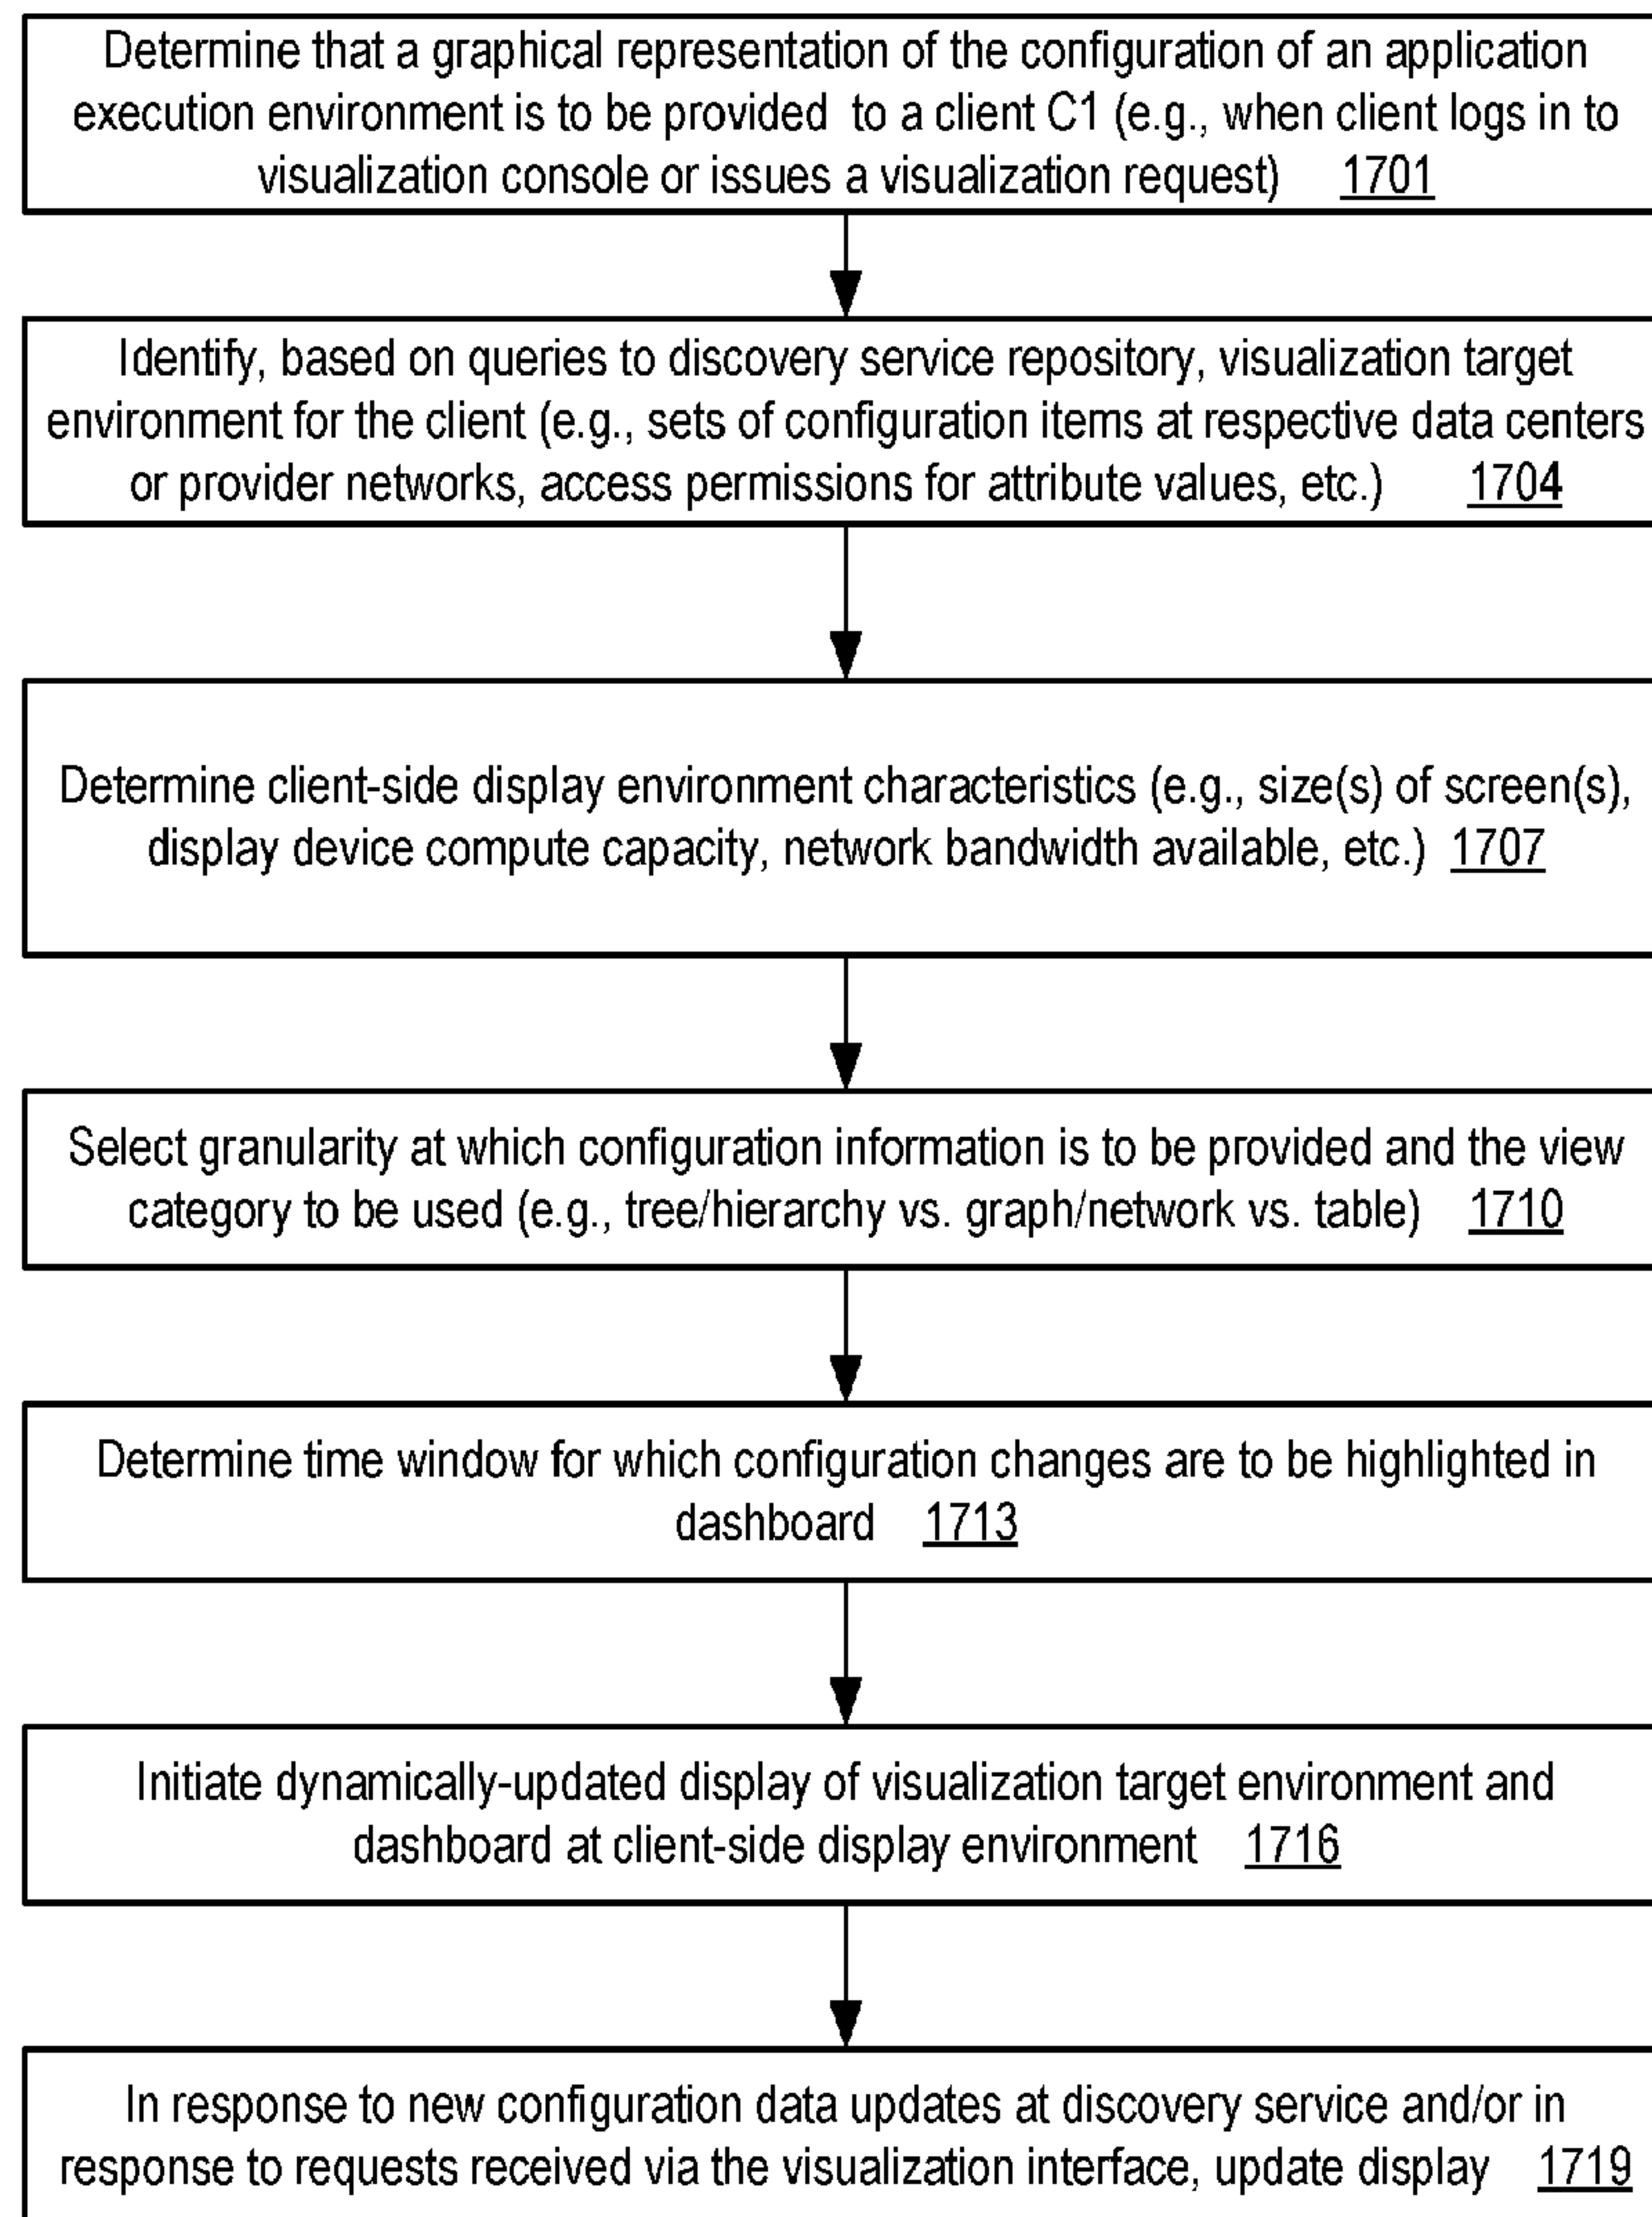 Determine that a graphical representation of the configuration of an application
execution environment is to be provided to a client C1 (e.g., when client logs in to
visualization console or issues a visualization request) 1701
Identify, based on queries to discovery service repository, visualization target
environment for the client (e.g., sets of configuration items at respective data centers
or provider networks, access permissions for attribute values, etc.) 1704
Determine client-side display environment characteristics (e.g., size(s) of screen(s),
display device compute capacity, network bandwidth available, etc.) 1707
Select granularity at which configuration information is to be provided and the view
category to be used (e.g., tree/hierarchy vs. graph/network vs. table) 1710
Determine time window for which configuration changes are to be highlighted in
dashboard 1713
Initiate dynamically-updated display of visualization target environment and
dashboard at client-side display environment 1716
In response to new configuration data updates at discovery service and/or in
response to requests received via the visualization interface, update display 1719